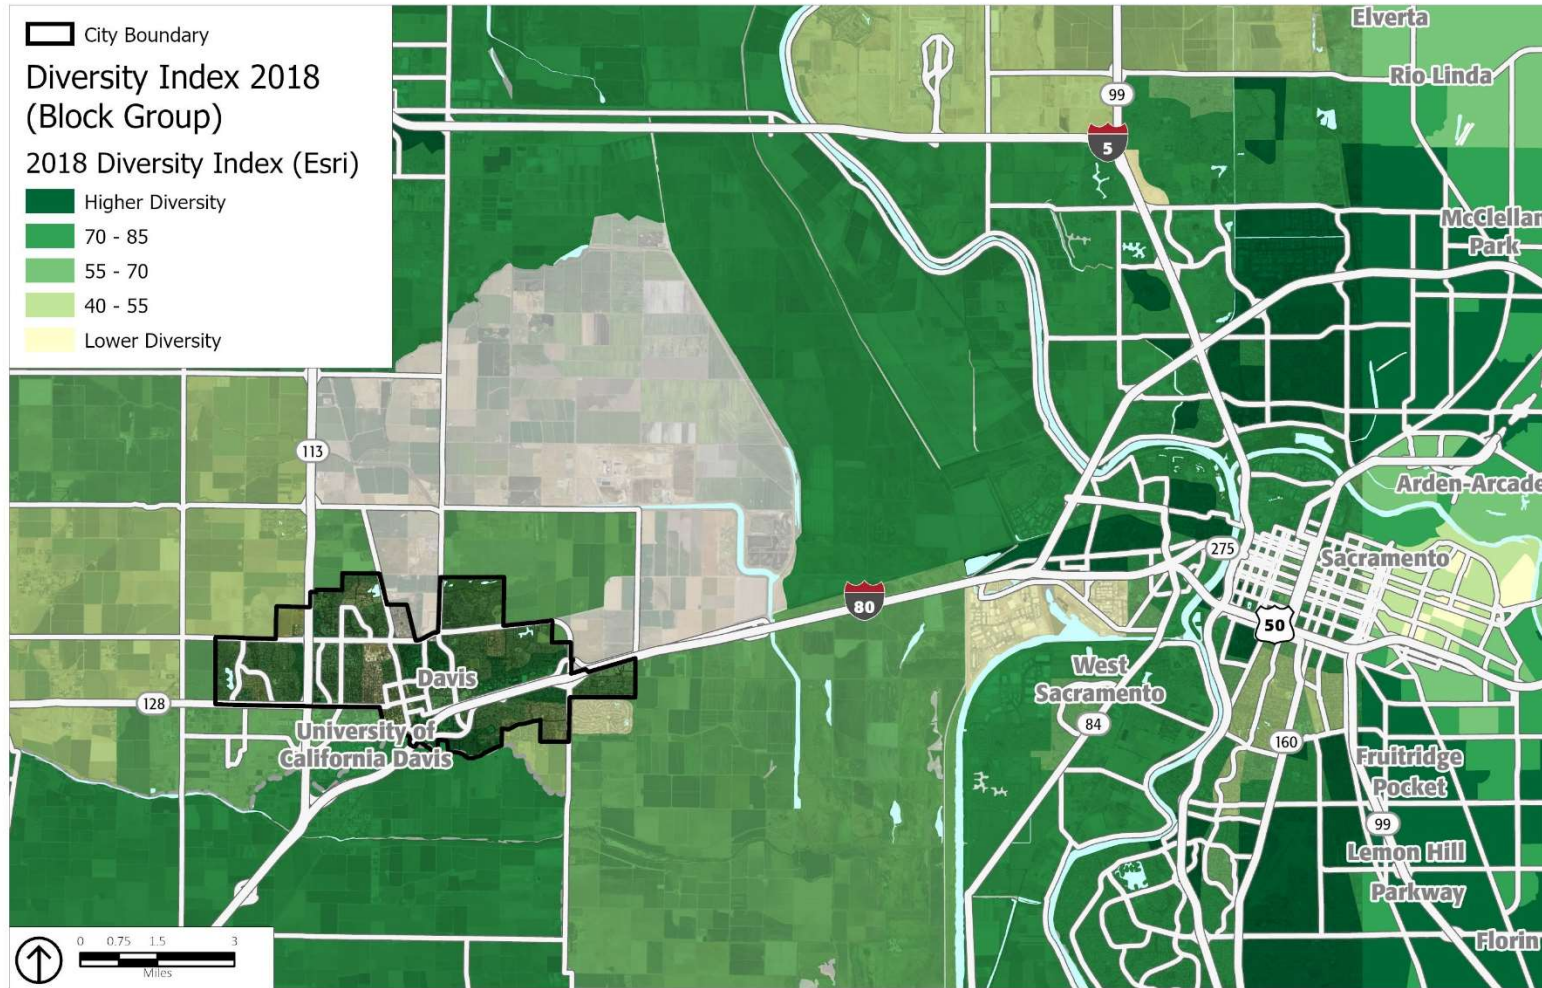 City Boundary
Diversity Index 2018
(Block Group)
2018 Diversity Index (Esri)
Higher Diversity
70 - 85
55 - 70
40 - 55
Lower Diversity
Elverta
Rio Linda
99
5
McClellan
Park
113
Arden-Arcade
275
Sacramento
80
50
Davis
West
Sacramento
128
University of
California Davis
84
160
Fruitridge
Pocket
99
Lemon Hill
Parkway
Florin
0 0.75 1.5 3
Miles